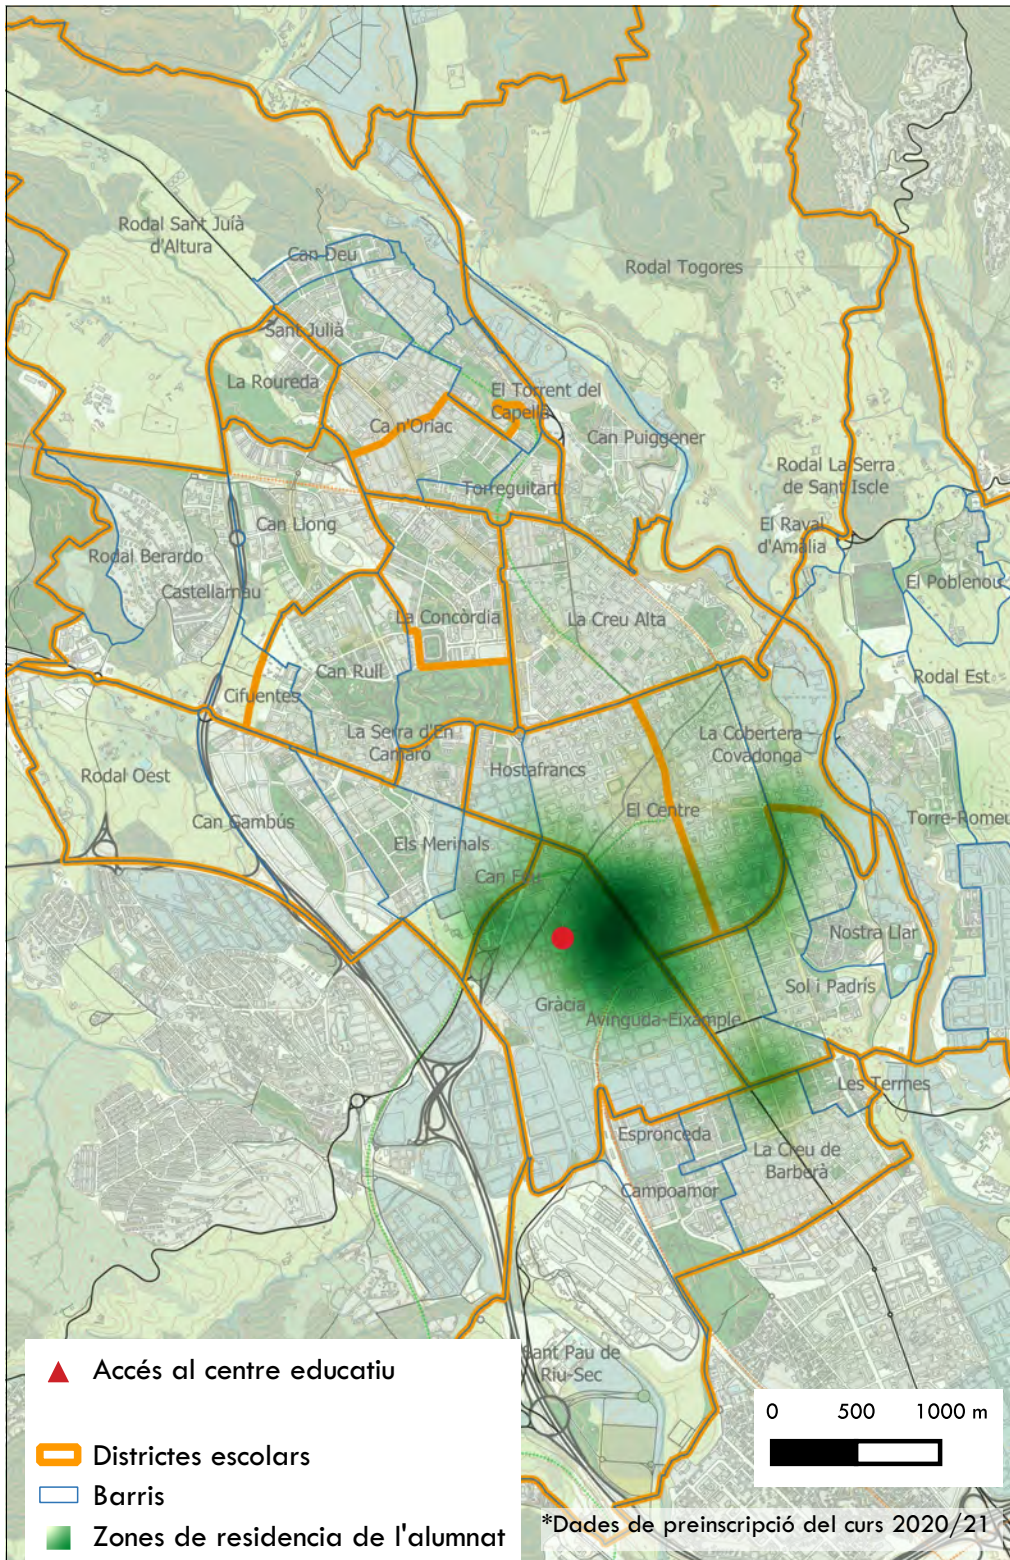 Rodal Sant Juíà
d'Altura
Can Deu
Rodal Togores
Sant Julià
La Roureda
El Torrent del
Capellà
Ca n'Oriac
Can Puiggener
Rodal La Serra
de Sant Iscle
Torreguitart
Can Llong
El Raval
d'Amàlia
Rodal Berardo
El Poblenou
Castellarnau
La Concòrdia
La Creu Alta
Can Rull
Rodal Est
Cifuentes
La Serra d'En
Camaró
La Cobertera
Covadonga
Rodal Oest
Hostafrancs
El Centre
Can Gambús
Torre-Romeu
Els Merinals
Can Feu
Nostra Llar
Sol i Padrís
Gràcia
Avinguda-Eixample
Les Termes
Espronceda
La Creu de
Barberà
Campoamor
Sant Pau de
Riu-Sec
Accés al centre educatiu
Districtes escolars
Barris
Zones de residencia de l'alumnat
0 500 1000 m
*Dades de preinscripció del curs 2020/21